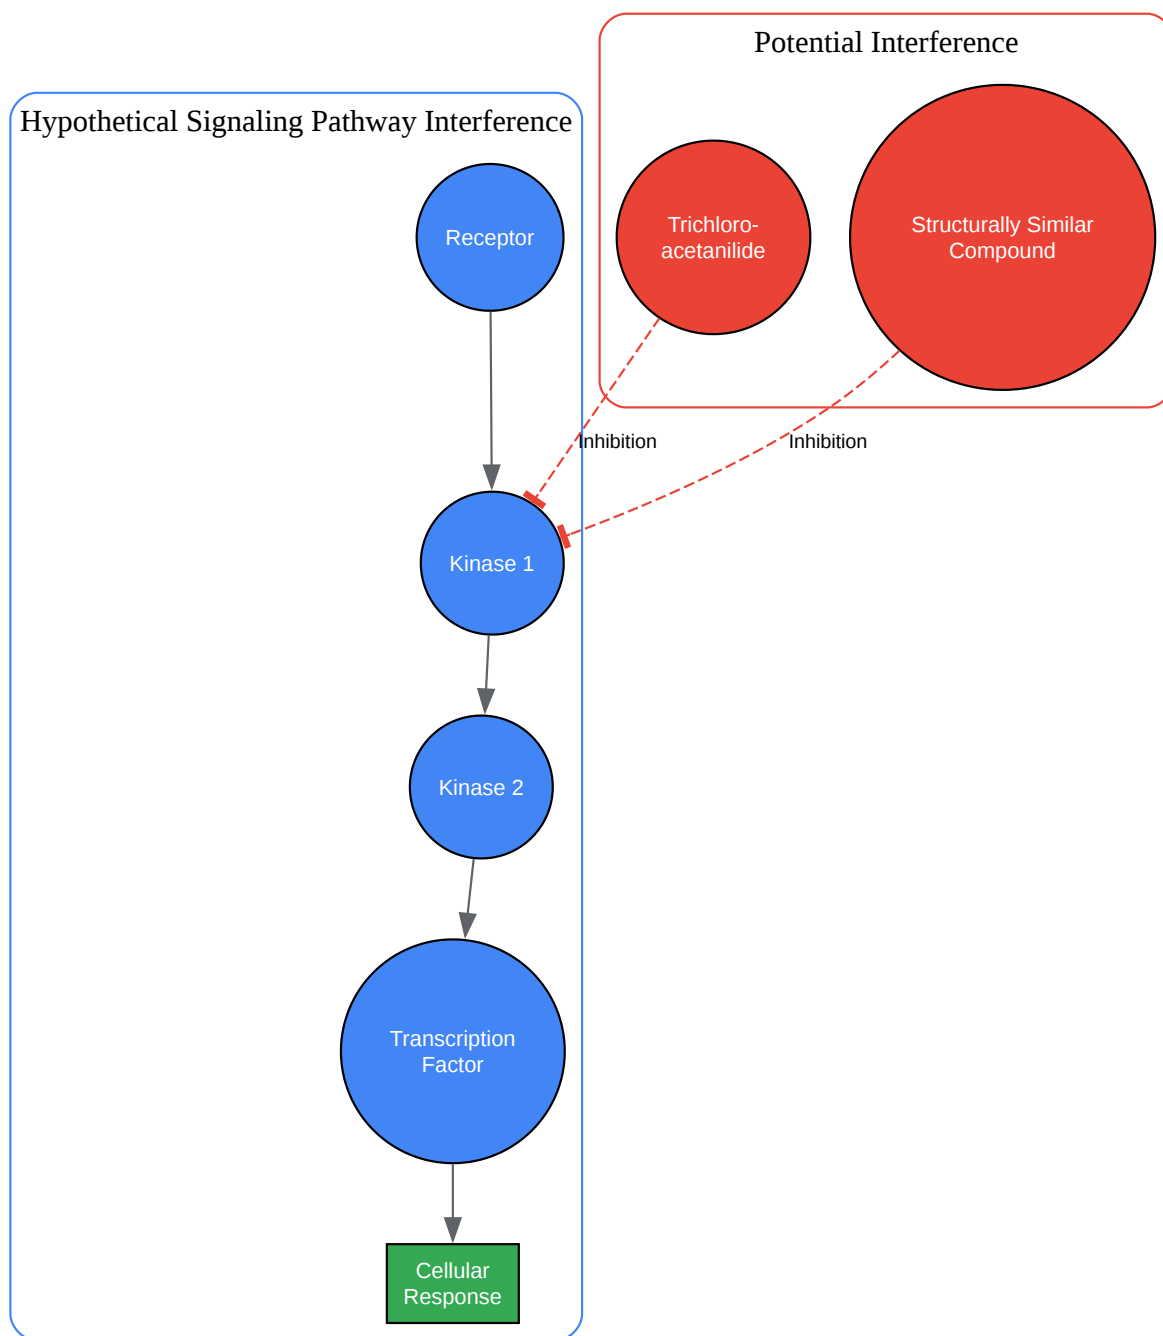 Potential Interference
Hypothetical Signaling Pathway Interference
Receptor
Trichloro-
acetanilide
Structurally Similar
Compound
Inhibition
Inhibition
Kinase 1
Kinase 2
Transcription
Factor
Cellular
Response